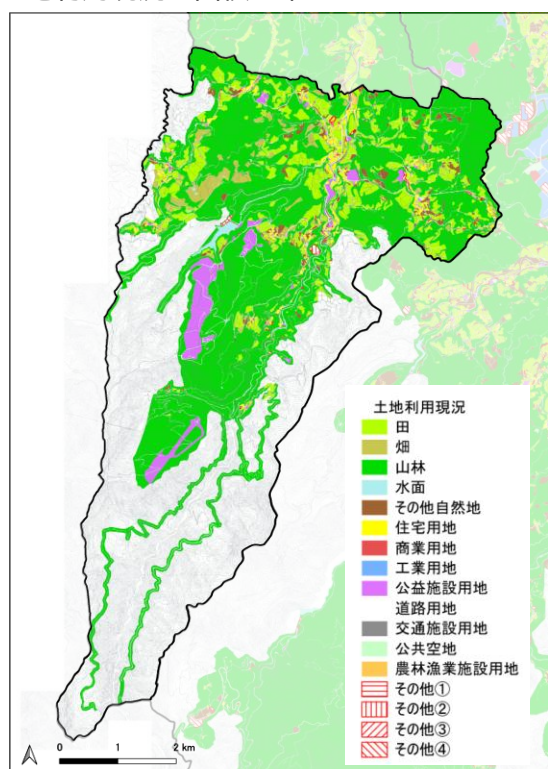 土地利用現況
田
畑
山林
水面
その他自然地
住宅用地
商業用地
工業用地
公益施設用地
道路用地
交通施設用地
公共空地
農林漁業施設用地
その他①
その他②
その他③
その他④
0 1 2 km